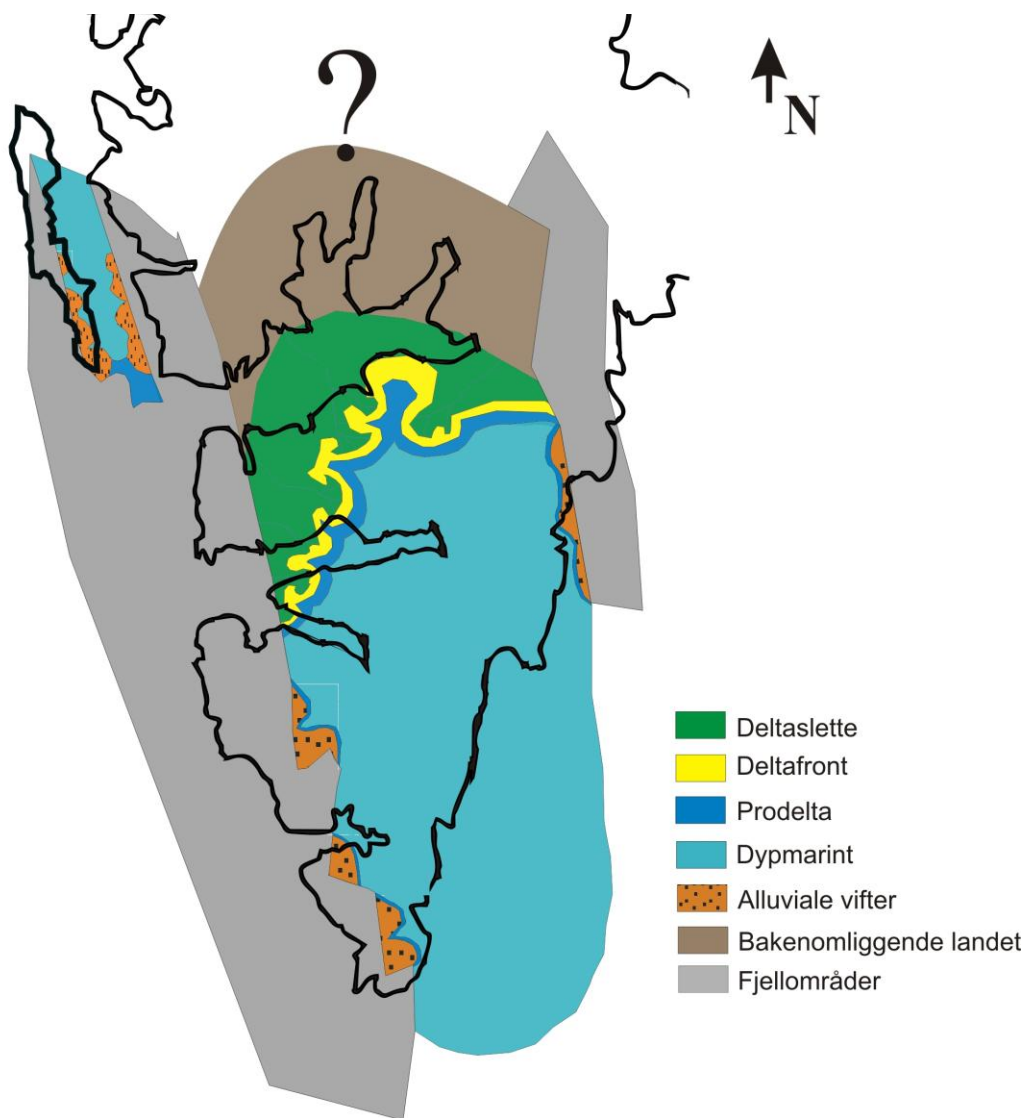 ?
N
Deltaslette
Deltafront
Prodelta
Dypmarint
Alluviale vifter
Bakenomliggende landet
Fjellområder